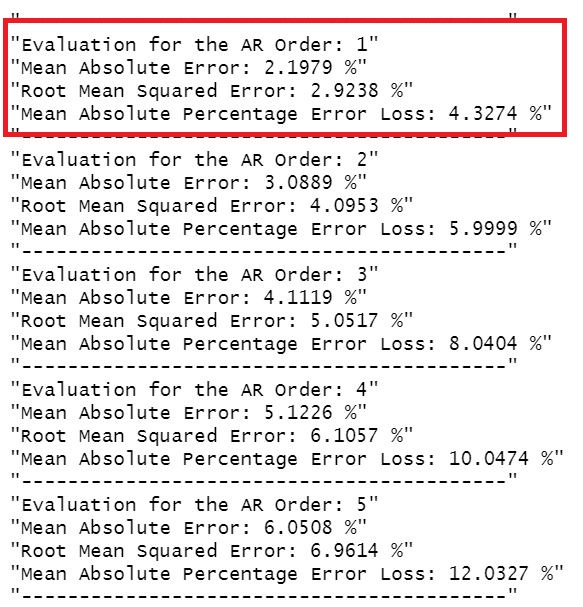 "------------------------------------------"
"Evaluation for the AR Order: 1"
"Mean Absolute Error: 2.1979 %"
"Root Mean Squared Error: 2.9238 %"
"Mean Absolute Percentage Error Loss: 4.3274 %"
"------------------------------------------"
"Evaluation for the AR Order: 2"
"Mean Absolute Error: 3.0889 %"
"Root Mean Squared Error: 4.0953 %"
"Mean Absolute Percentage Error Loss: 5.9999 %"
"------------------------------------------"
"Evaluation for the AR Order: 3"
"Mean Absolute Error: 4.1119 %"
"Root Mean Squared Error: 5.0517 %"
"Mean Absolute Percentage Error Loss: 8.0404 %"
"------------------------------------------"
"Evaluation for the AR Order: 4"
"Mean Absolute Error: 5.1226 %"
"Root Mean Squared Error: 6.1057 %"
"Mean Absolute Percentage Error Loss: 10.0474 %"
"------------------------------------------"
"Evaluation for the AR Order: 5"
"Mean Absolute Error: 6.0508 %"
"Root Mean Squared Error: 6.9614 %"
"Mean Absolute Percentage Error Loss: 12.0327 %"
"------------------------------------------"